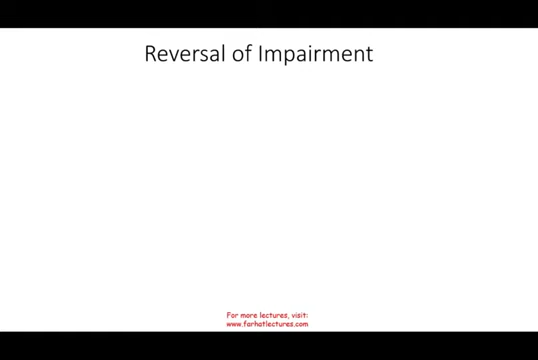 Reversal of Impairment
For more lectures, visit:
www.farhatlectures.com